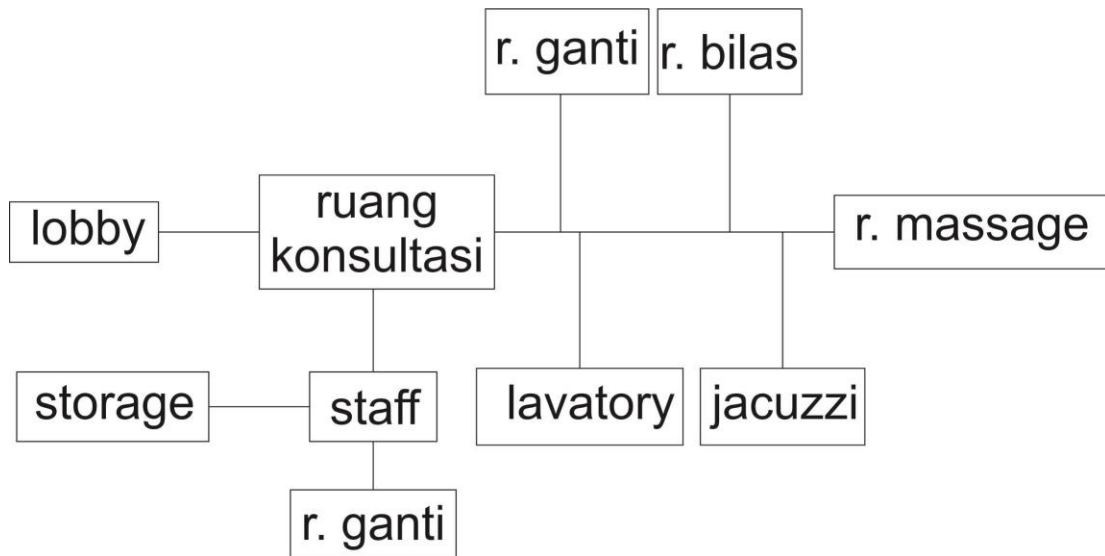 r. ganti
r. bilas
lobby
ruang
konsultasi
r. massage
storage
staff
lavatory
jacuzzi
r. ganti